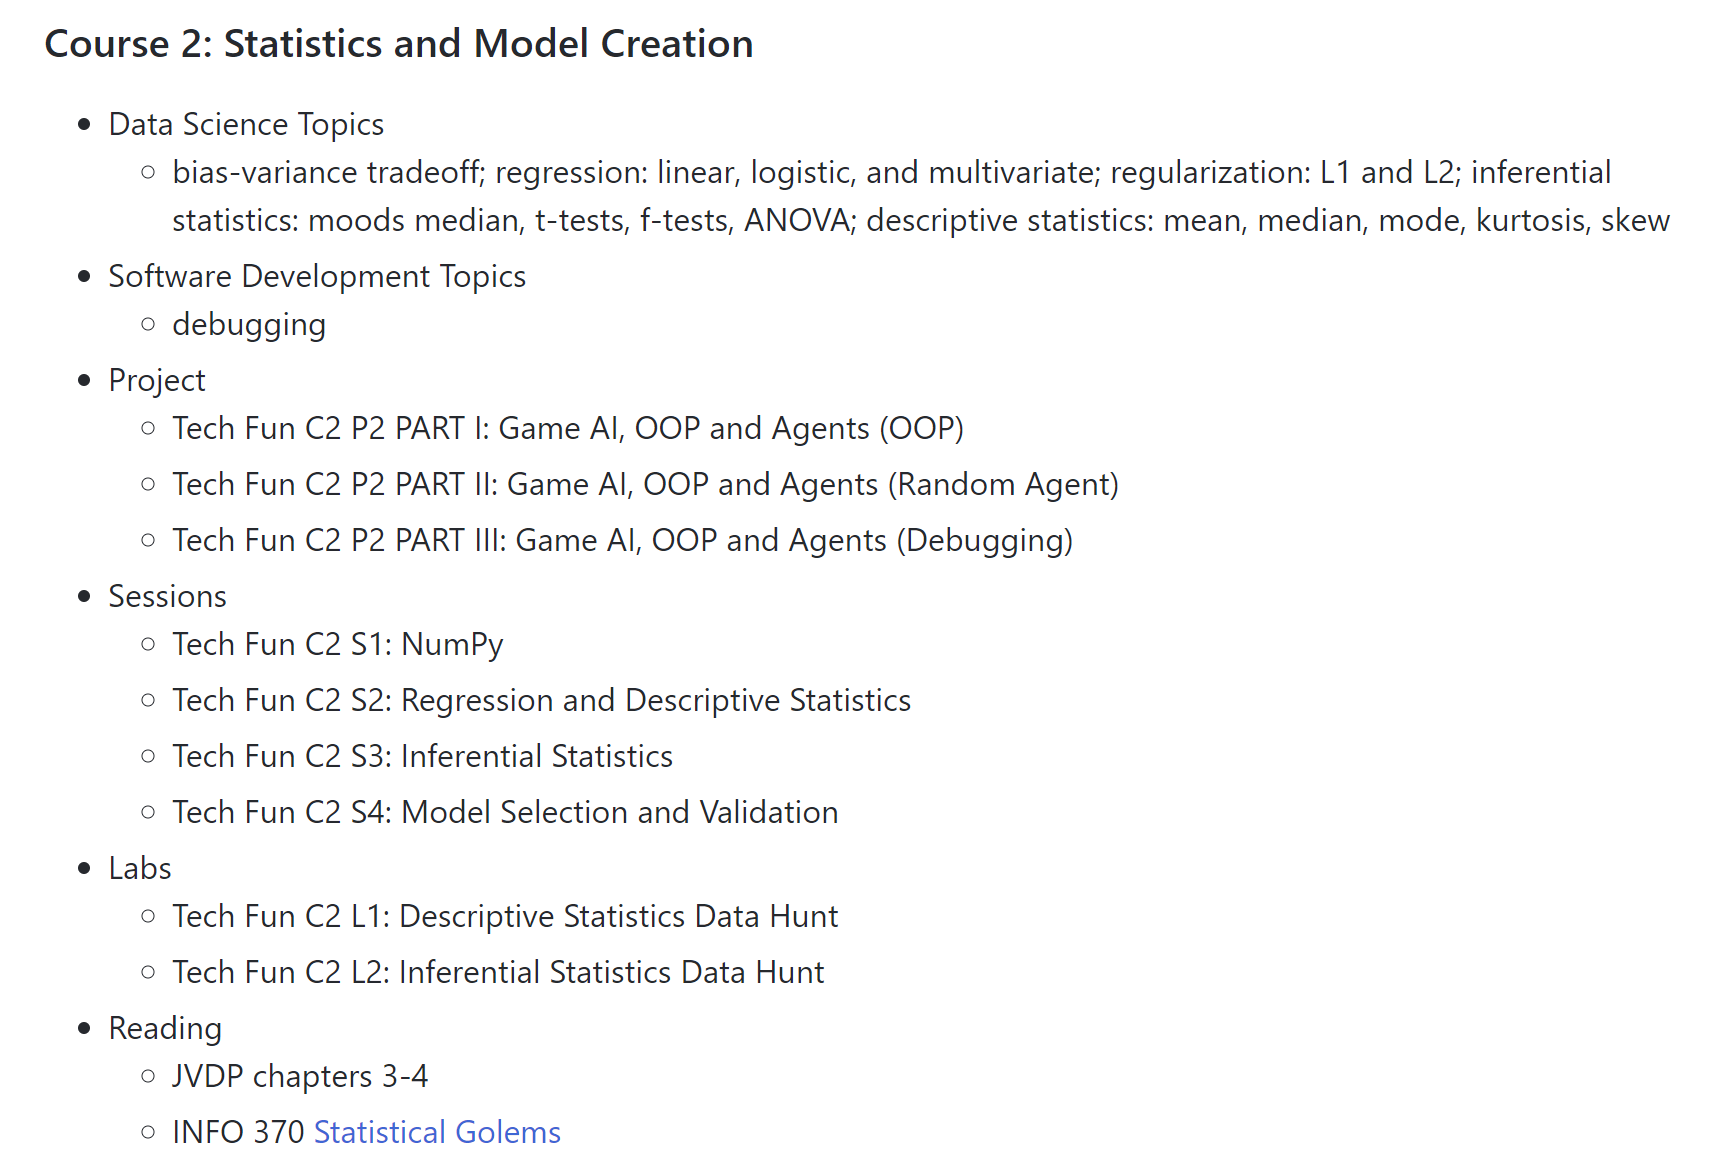 Course 2: Statistics and Model Creation
Data Science Topics
bias-variance tradeoff; regression: linear, logistic, and multivariate; regularization: L1 and L2; inferential
statistics: moods median, t-tests, f-tests, ANOVA; descriptive statistics: mean, median, mode, kurtosis, skew
Software Development Topics
debugging
Project
Tech Fun C2 P2 PART I: Game AI, OOP and Agents (OOP)
Tech Fun C2 P2 PART II: Game AI, OOP and Agents (Random Agent)
Tech Fun C2 P2 PART III: Game AI, OOP and Agents (Debugging)
Sessions
Tech Fun C2 S1: NumPy
Tech Fun C2 S2: Regression and Descriptive Statistics
Tech Fun C2 S3: Inferential Statistics
Tech Fun C2 S4: Model Selection and Validation
Labs
Tech Fun C2 L1: Descriptive Statistics Data Hunt
Tech Fun C2 L2: Inferential Statistics Data Hunt
Reading
JVDP chapters 3-4
INFO 370 Statistical Golems